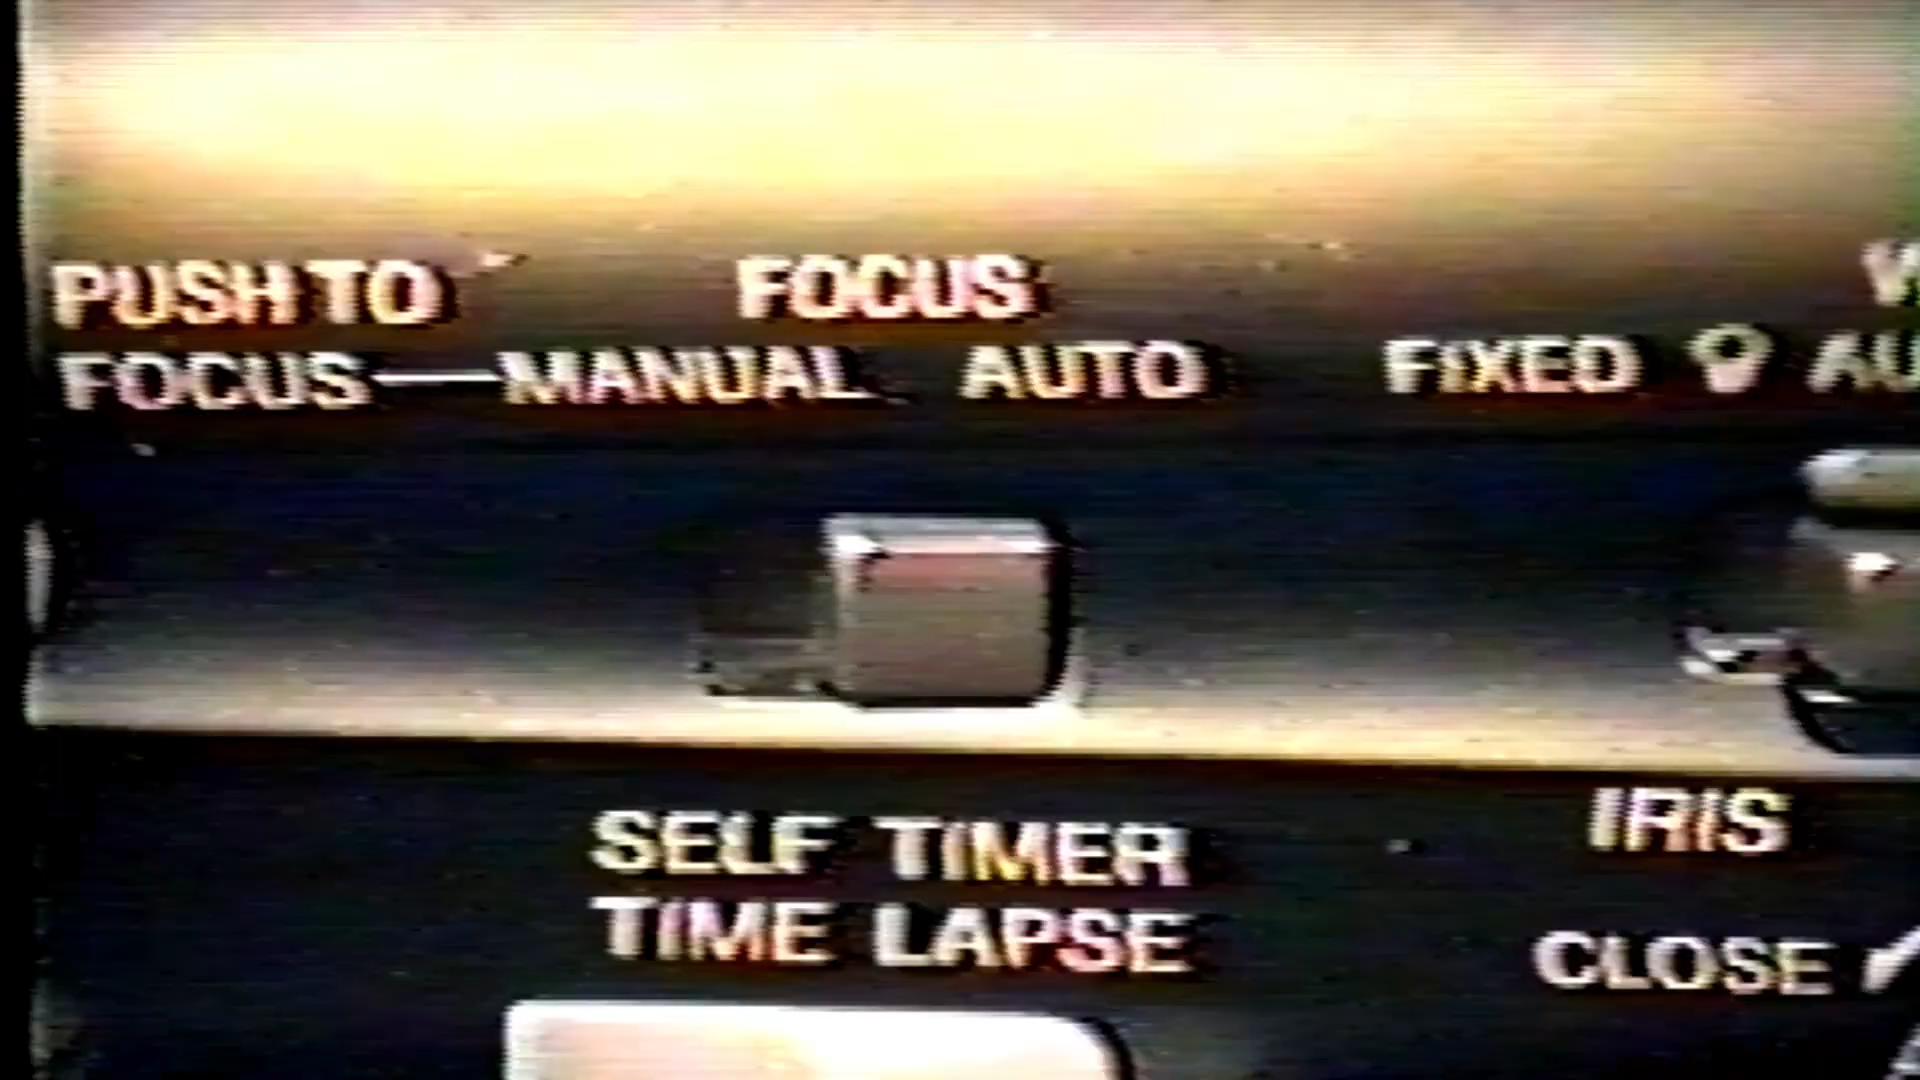 PUSH TO FOCUS
FOCUS—MANUAL AUTO FIXED
SELF TIMER
TIME LAPSE
IRIS
CLOSE